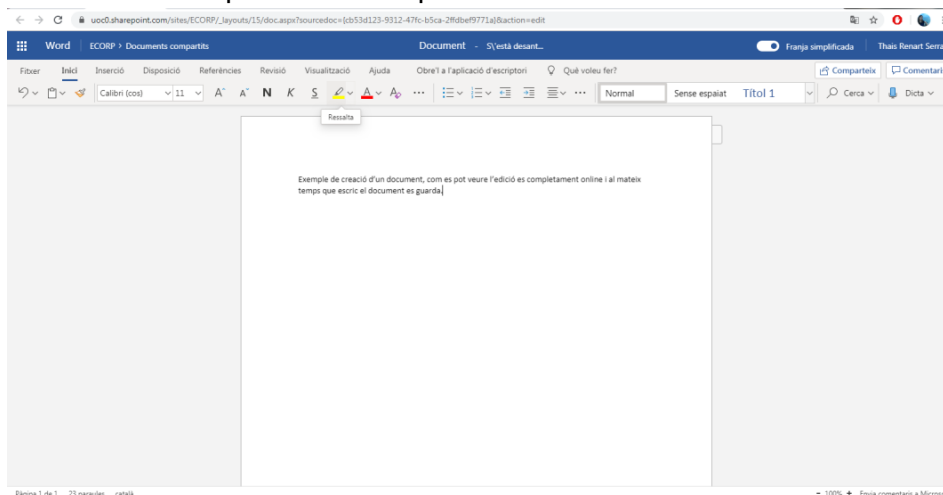 uoc0.sharepoint.com/sites/ECORP/_layouts/15/doc.aspx?sourcedoc={cb53d123-9312-47fc-b5ca-2ffdbef9771a}&action=edit
Word ECORP > Documents compartits Document - S\'està desant... Franja simplificada Thais Renart Serra
Fitxer Inici Inserció Disposició Referències Revisió Visualització Ajuda Obre'l a l'aplicació d'escriptori Què voleu fer? Comparteix Comentari
Calibri (cos) 11 A A N K S A A Normal Sense espaiat Títol 1 Cerca Dicta
Ressalta
Exemple de creació d'un document, com es pot veure l'edició es completament online i al mateix
temps que escric el document es guarda.
Pàgina 1 de 1 23 paraules català - 100% + Envia comentaris a Micros